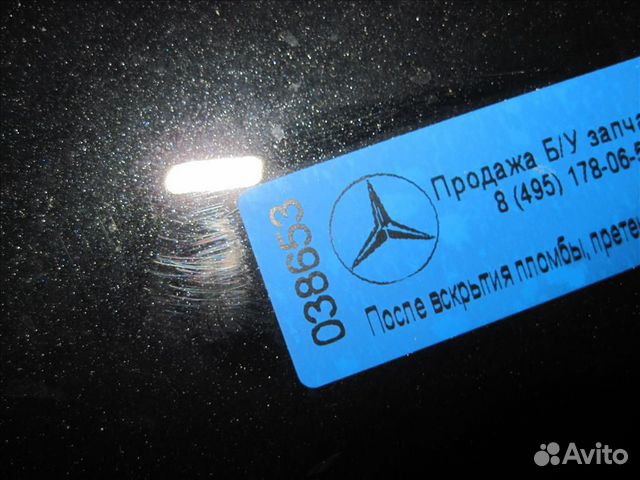 038653
Продажа Б/У запча
8 (495) 178-06-5
После вскрытия пломбы, претен
Avito